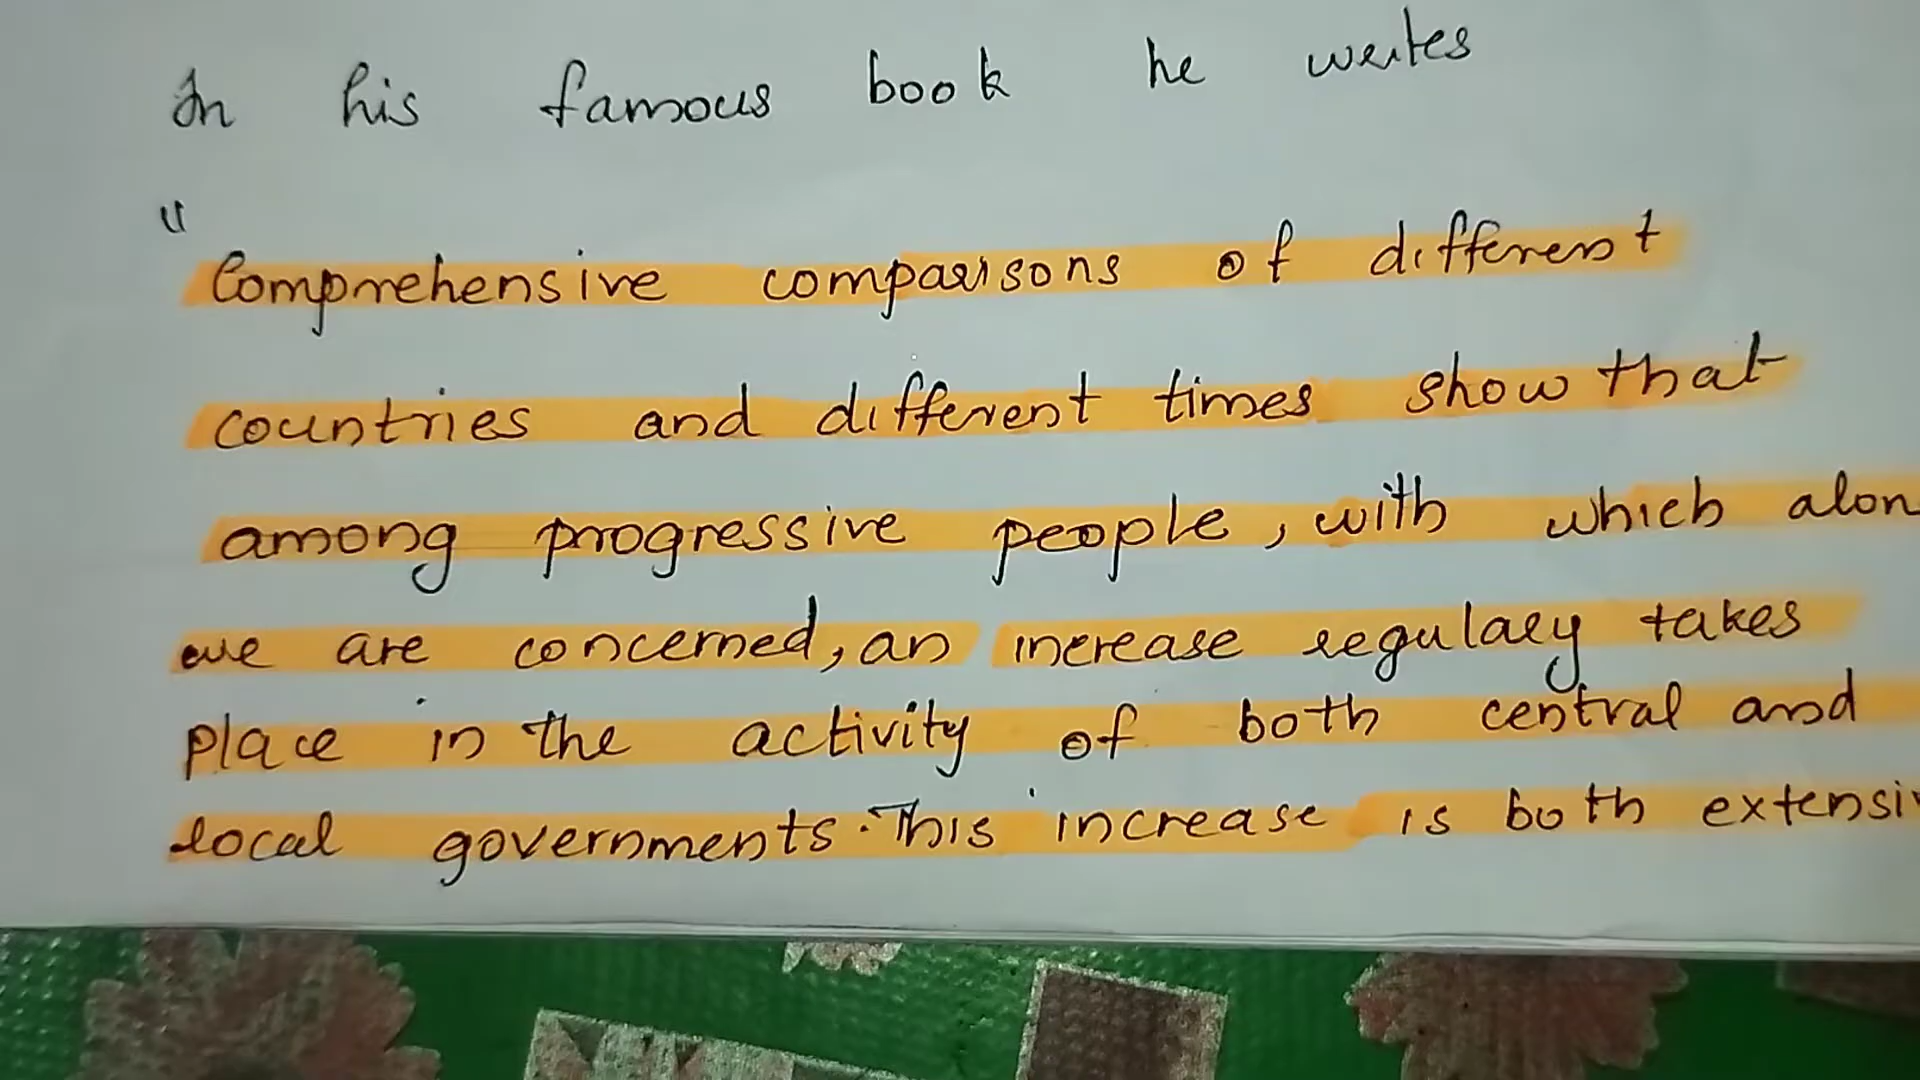 In his famous book he writes
"Comprehensive comparisons of different
countries and different times show that
among progressive people, with which alon
we are concerned, an increase regulary takes
place in the activity of both central and
local governments. This increase is both extensi